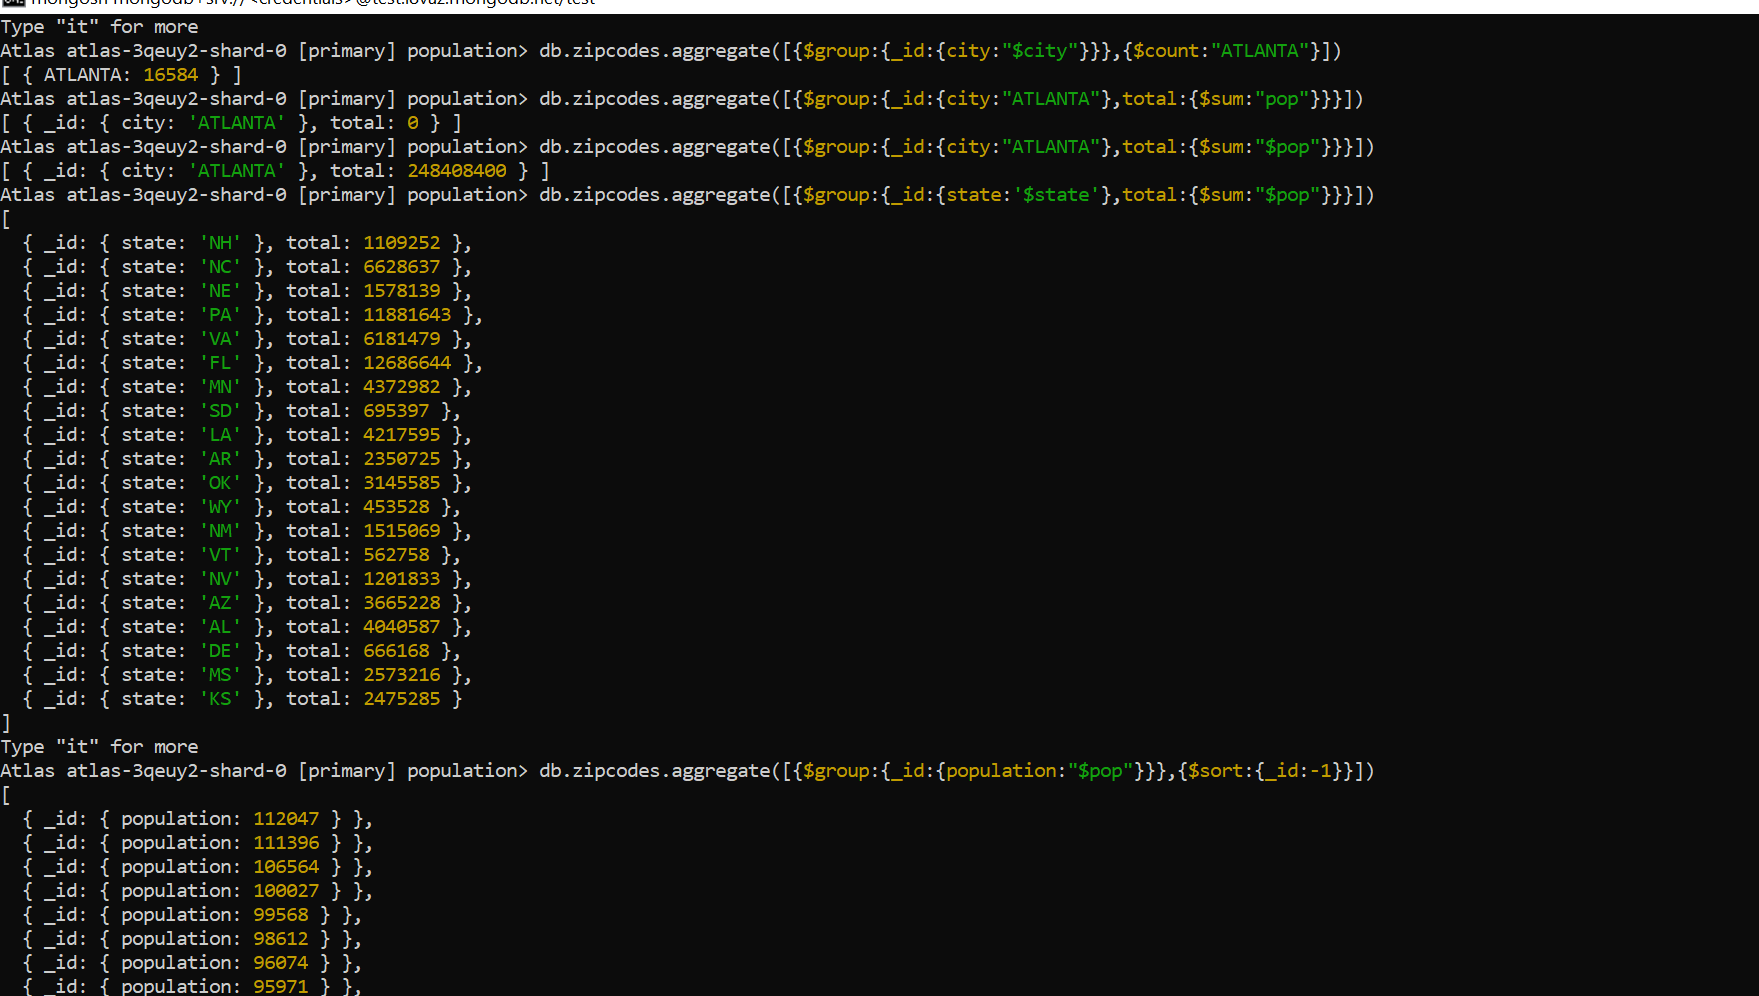 mongosh mongodb+srv://<credentials>@test.lovaz.mongodb.net/test
Type "it" for more
Atlas atlas-3qeuy2-shard-0 [primary] population> db.zipcodes.aggregate([{$group:{_id:{city:"$city"}}},{$count:"ATLANTA"}])
[ { ATLANTA: 16584 } ]
Atlas atlas-3qeuy2-shard-0 [primary] population> db.zipcodes.aggregate([{$group:{_id:{city:"ATLANTA"},total:{$sum:"pop"}}}])
[ { _id: { city: 'ATLANTA' }, total: 0 } ]
Atlas atlas-3qeuy2-shard-0 [primary] population> db.zipcodes.aggregate([{$group:{_id:{city:"ATLANTA"},total:{$sum:"$pop"}}}])
[ { _id: { city: 'ATLANTA' }, total: 248408400 } ]
Atlas atlas-3qeuy2-shard-0 [primary] population> db.zipcodes.aggregate([{$group:{_id:{state:'$state'},total:{$sum:"$pop"}}}])
[
  { _id: { state: 'NH' }, total: 1109252 },
  { _id: { state: 'NC' }, total: 6628637 },
  { _id: { state: 'NE' }, total: 1578139 },
  { _id: { state: 'PA' }, total: 11881643 },
  { _id: { state: 'VA' }, total: 6181479 },
  { _id: { state: 'FL' }, total: 12686644 },
  { _id: { state: 'MN' }, total: 4372982 },
  { _id: { state: 'SD' }, total: 695397 },
  { _id: { state: 'LA' }, total: 4217595 },
  { _id: { state: 'AR' }, total: 2350725 },
  { _id: { state: 'OK' }, total: 3145585 },
  { _id: { state: 'WY' }, total: 453528 },
  { _id: { state: 'NM' }, total: 1515069 },
  { _id: { state: 'VT' }, total: 562758 },
  { _id: { state: 'NV' }, total: 1201833 },
  { _id: { state: 'AZ' }, total: 3665228 },
  { _id: { state: 'AL' }, total: 4040587 },
  { _id: { state: 'DE' }, total: 666168 },
  { _id: { state: 'MS' }, total: 2573216 },
  { _id: { state: 'KS' }, total: 2475285 }
]
Type "it" for more
Atlas atlas-3qeuy2-shard-0 [primary] population> db.zipcodes.aggregate([{$group:{_id:{population:"$pop"}}},{$sort:{_id:-1}}])
[
  { _id: { population: 112047 } },
  { _id: { population: 111396 } },
  { _id: { population: 106564 } },
  { _id: { population: 100027 } },
  { _id: { population: 99568 } },
  { _id: { population: 98612 } },
  { _id: { population: 96074 } },
  { _id: { population: 95971 } },